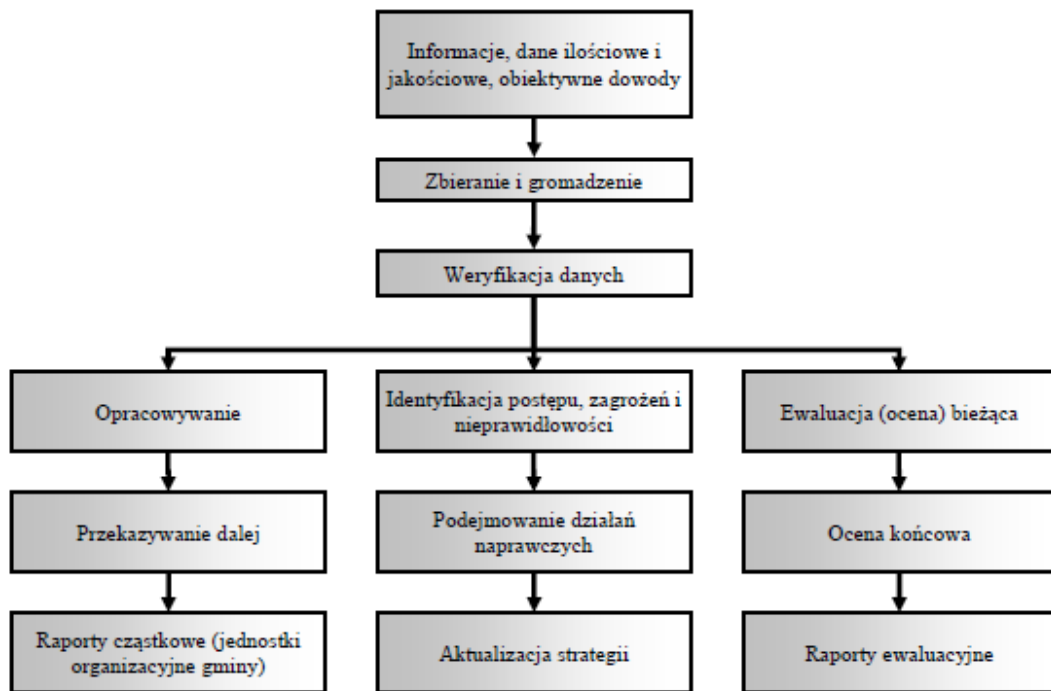 Informacje, dane ilościowe i
jakościowe, obiektywne dowody
Zbieranie i gromadzenie
Weryfikacja danych
Opracowywanie
Identyfikacja postępu, zagrożeń i
nieprawidłowości
Ewaluacja (ocena) bieżąca
Przekazywanie dalej
Podejmowanie działań
naprawczych
Ocena końcowa
Raporty cząstkowe (jednostki
organizacyjne gminy)
Aktualizacja strategii
Raporty ewaluacyjne